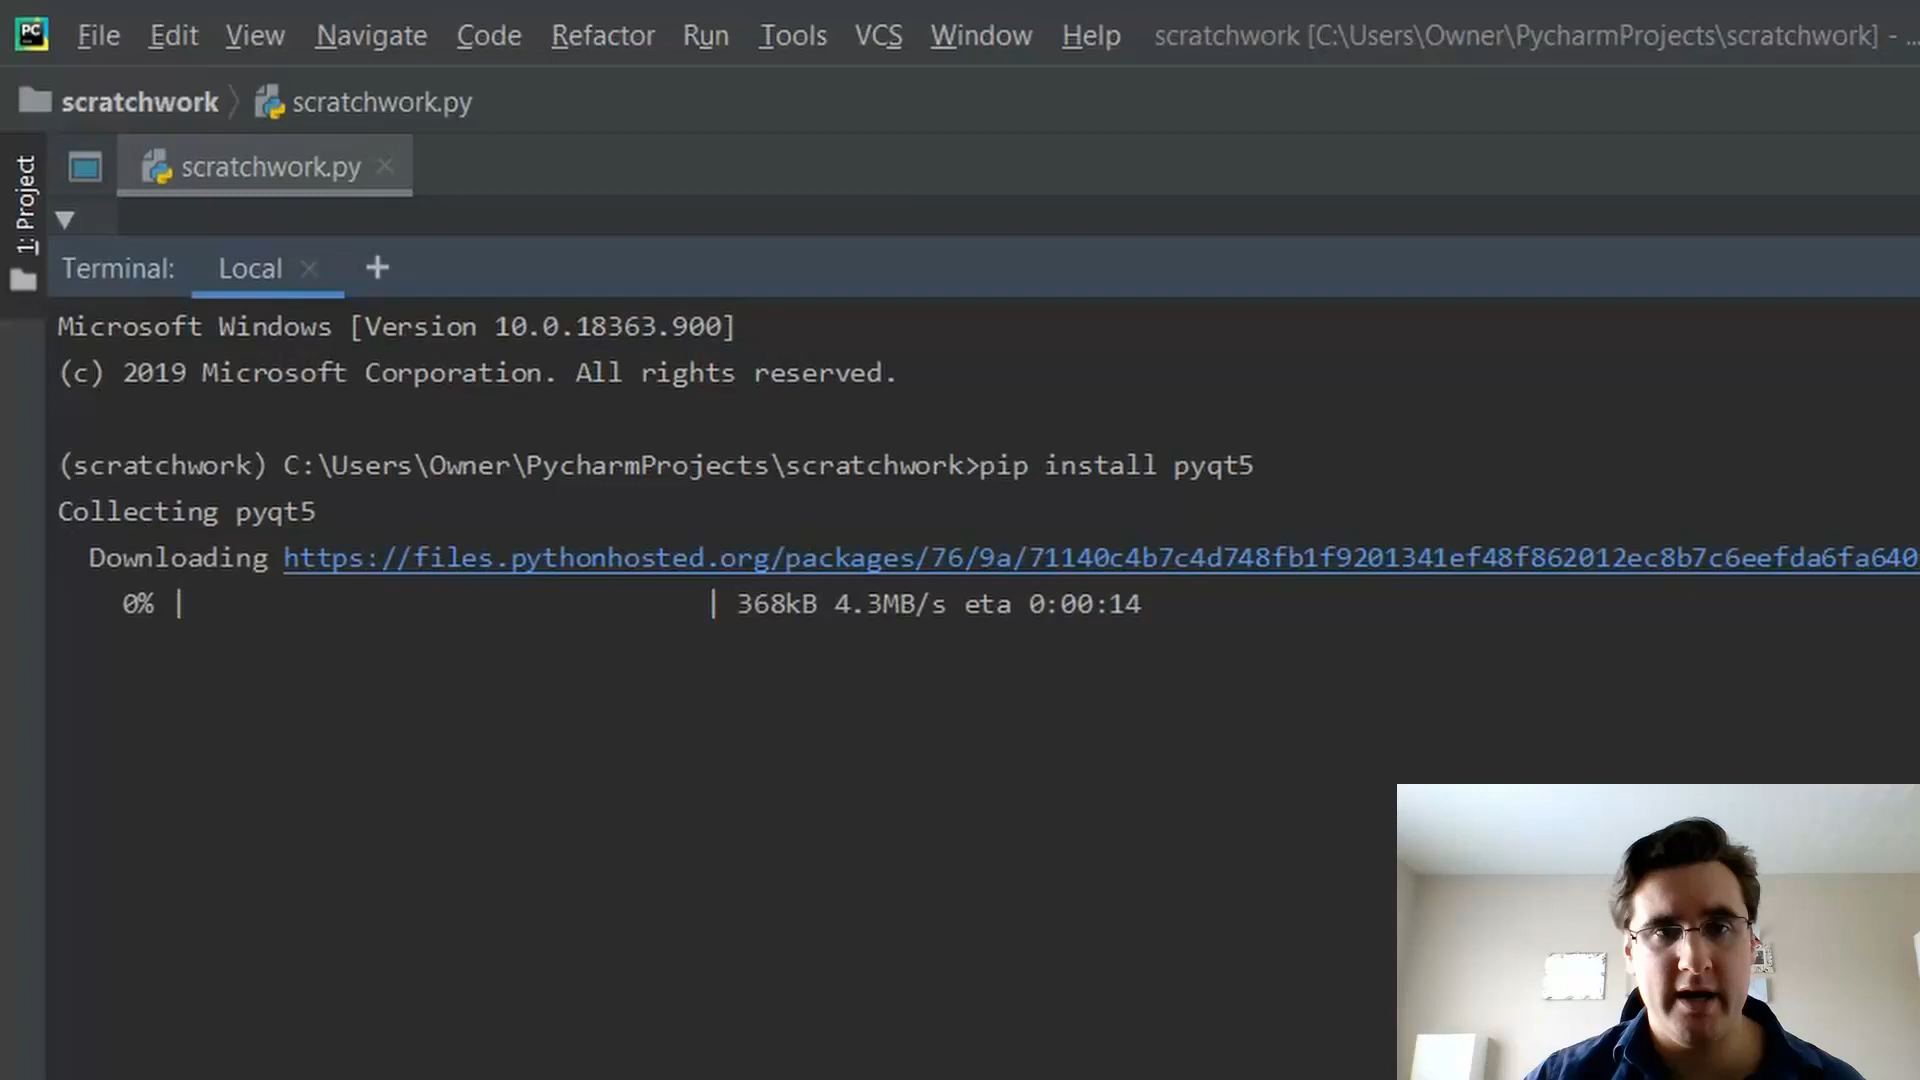 PC
File Edit View Navigate Code Refactor Run Tools VCS Window Help scratchwork [C:\Users\Owner\PycharmProjects\scratchwork] - ...
scratchwork scratchwork.py
scratchwork.py
1: Project
Terminal: Local +
Microsoft Windows [Version 10.0.18363.900]
(c) 2019 Microsoft Corporation. All rights reserved.
(scratchwork) C:\Users\Owner\PycharmProjects\scratchwork>pip install pyqt5
Collecting pyqt5
Downloading https://files.pythonhosted.org/packages/76/9a/71140c4b7c4d748fb1f9201341ef48f862012ec8b7c6eefda6fa640
0% | | 368kB 4.3MB/s eta 0:00:14